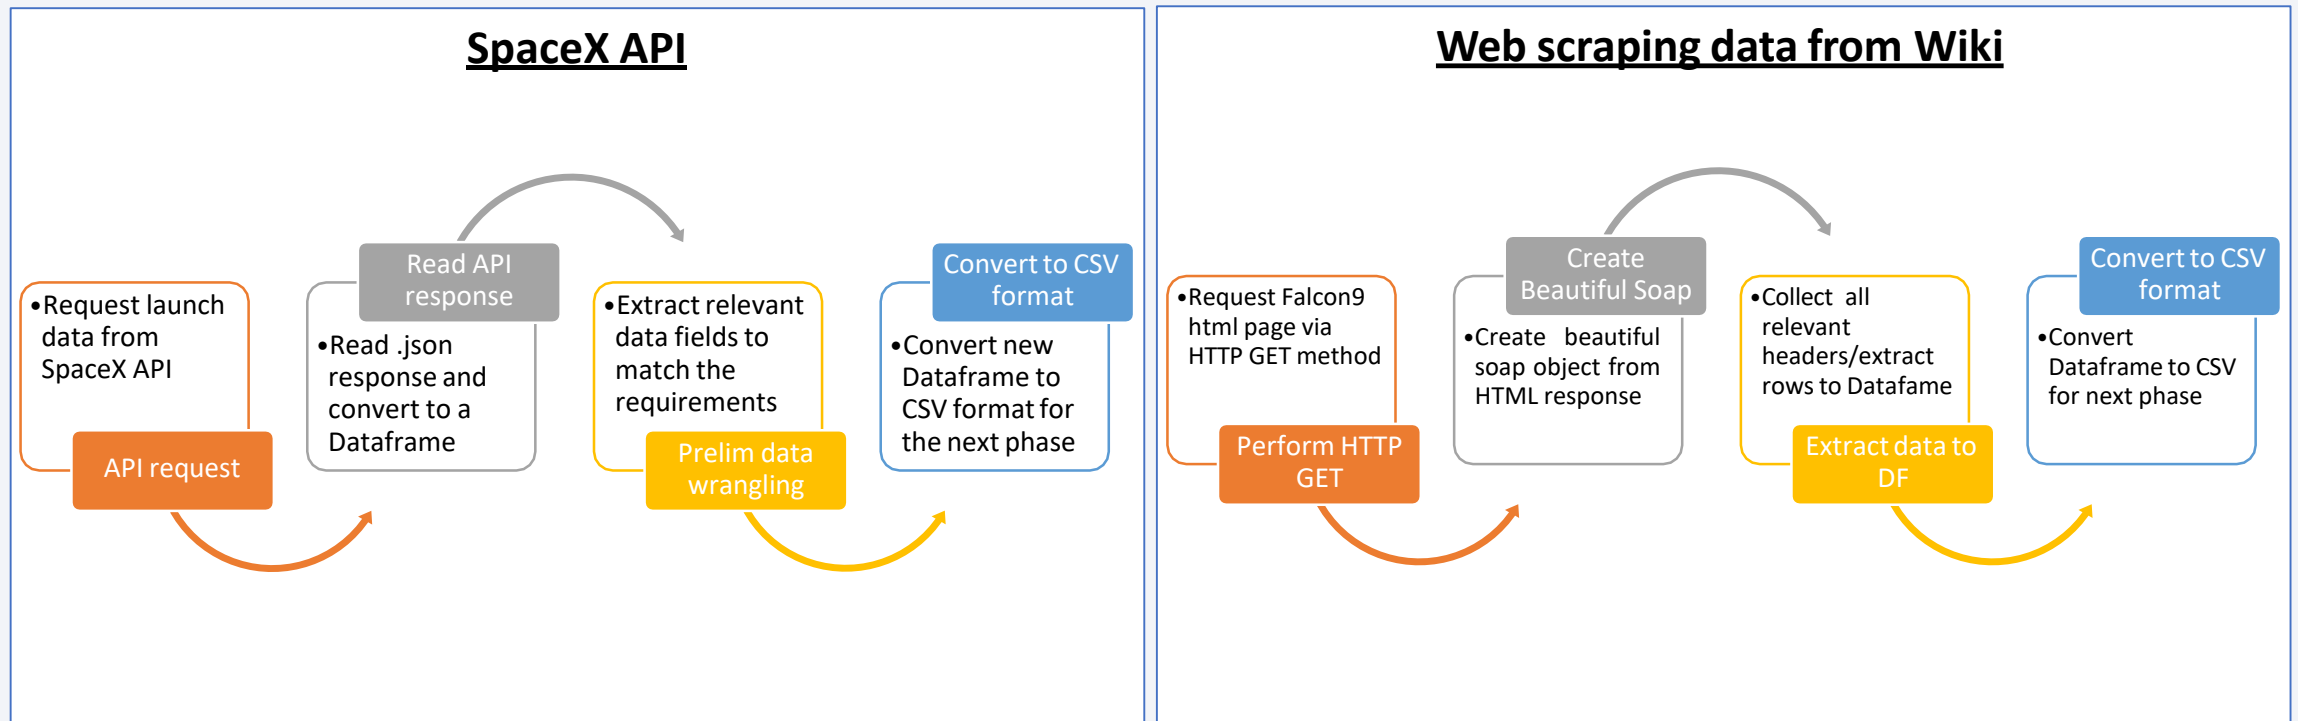 SpaceX API
•Request launch
data from
SpaceX API
API request
Read API
response
•Read .json
response and
convert to a
Dataframe
•Extract relevant
data fields to
match the
requirements
Prelim data
wrangling
Convert to CSV
format
•Convert new
Dataframe to
CSV format for
the next phase
Web scraping data from Wiki
•Request Falcon9
html page via
HTTP GET method
Perform HTTP
GET
Create
Beautiful Soap
•Create beautiful
soap object from
HTML response
•Collect all
relevant
headers/extract
rows to Datafame
Extract data to
DF
Convert to CSV
format
•Convert
Dataframe to CSV
for next phase